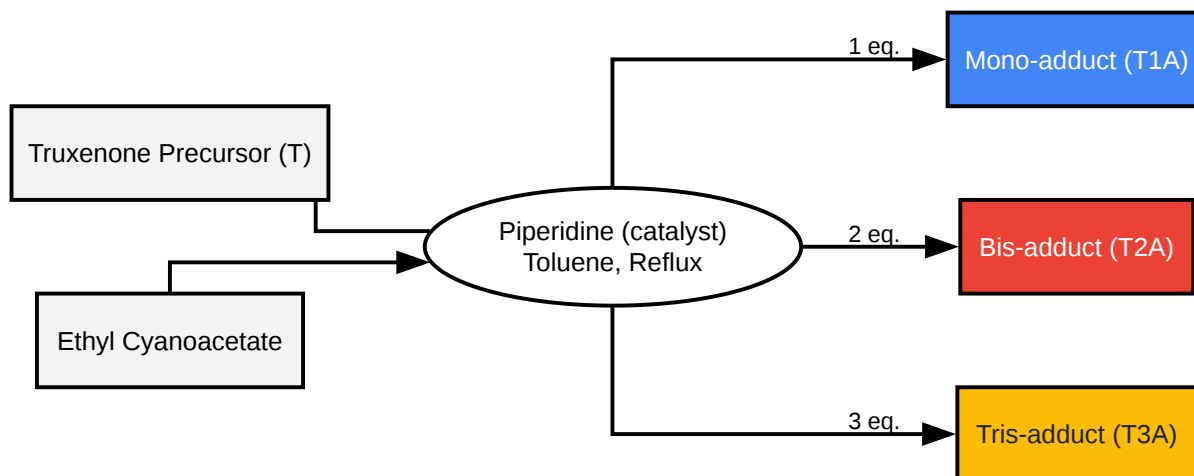 Truxenone Precursor (T)
Ethyl Cyanoacetate
Piperidine (catalyst)
Toluene, Reflux
1 eq.
Mono-adduct (T1A)
2 eq.
Bis-adduct (T2A)
3 eq.
Tris-adduct (T3A)